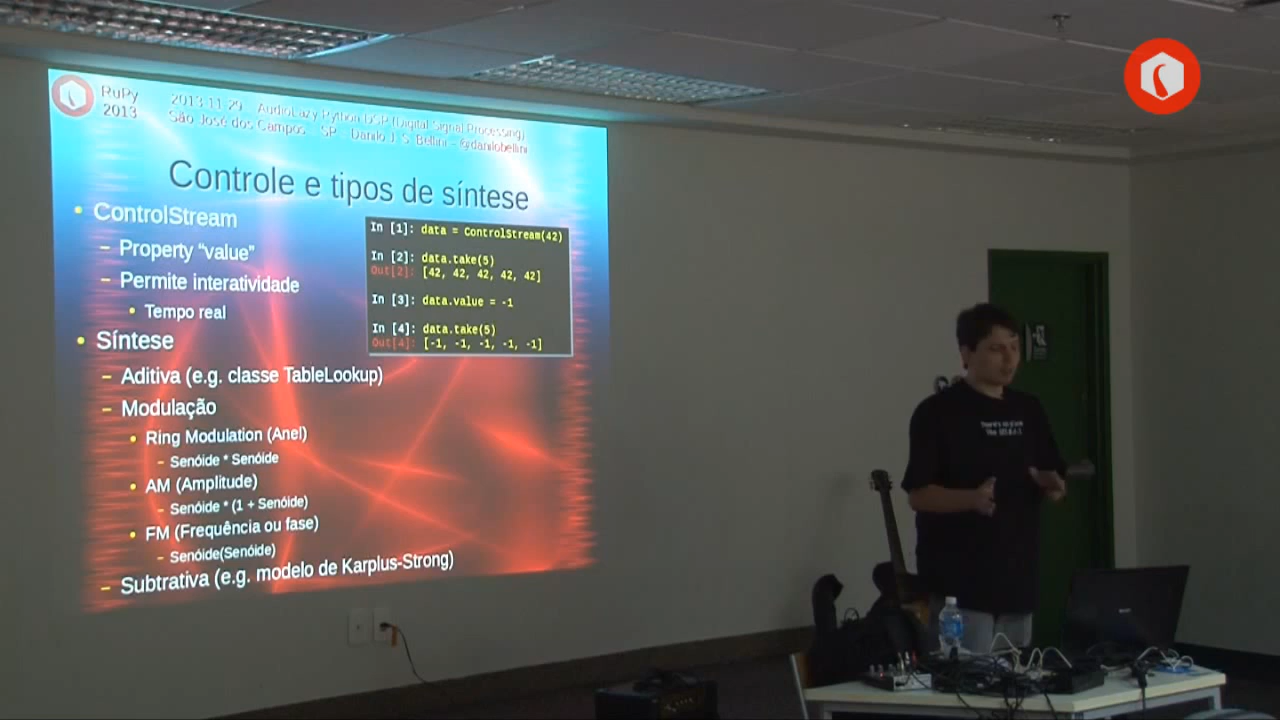 RuPy
2013
2013-11-29 - AudioLazy Python DSP (Digital Signal Processing)
São José dos Campos - SP - Danilo J. S. Bellini - @danilobellini
Controle e tipos de síntese
ControlStream
– Property “value”
– Permite interatividade
Tempo real
In [1]: data = ControlStream(42)
In [2]: data.take(5)
Out[2]: [42, 42, 42, 42, 42]
In [3]: data.value = -1
In [4]: data.take(5)
Out[4]: [-1, -1, -1, -1, -1]
Síntese
– Aditiva (e.g. classe TableLookup)
– Modulação
Ring Modulation (Anel)
– Senóide * Senóide
AM (Amplitude)
– Senóide * (1 + Senóide)
FM (Frequência ou fase)
– Senóide(Senóide)
– Subtrativa (e.g. modelo de Karplus-Strong)
There's no place